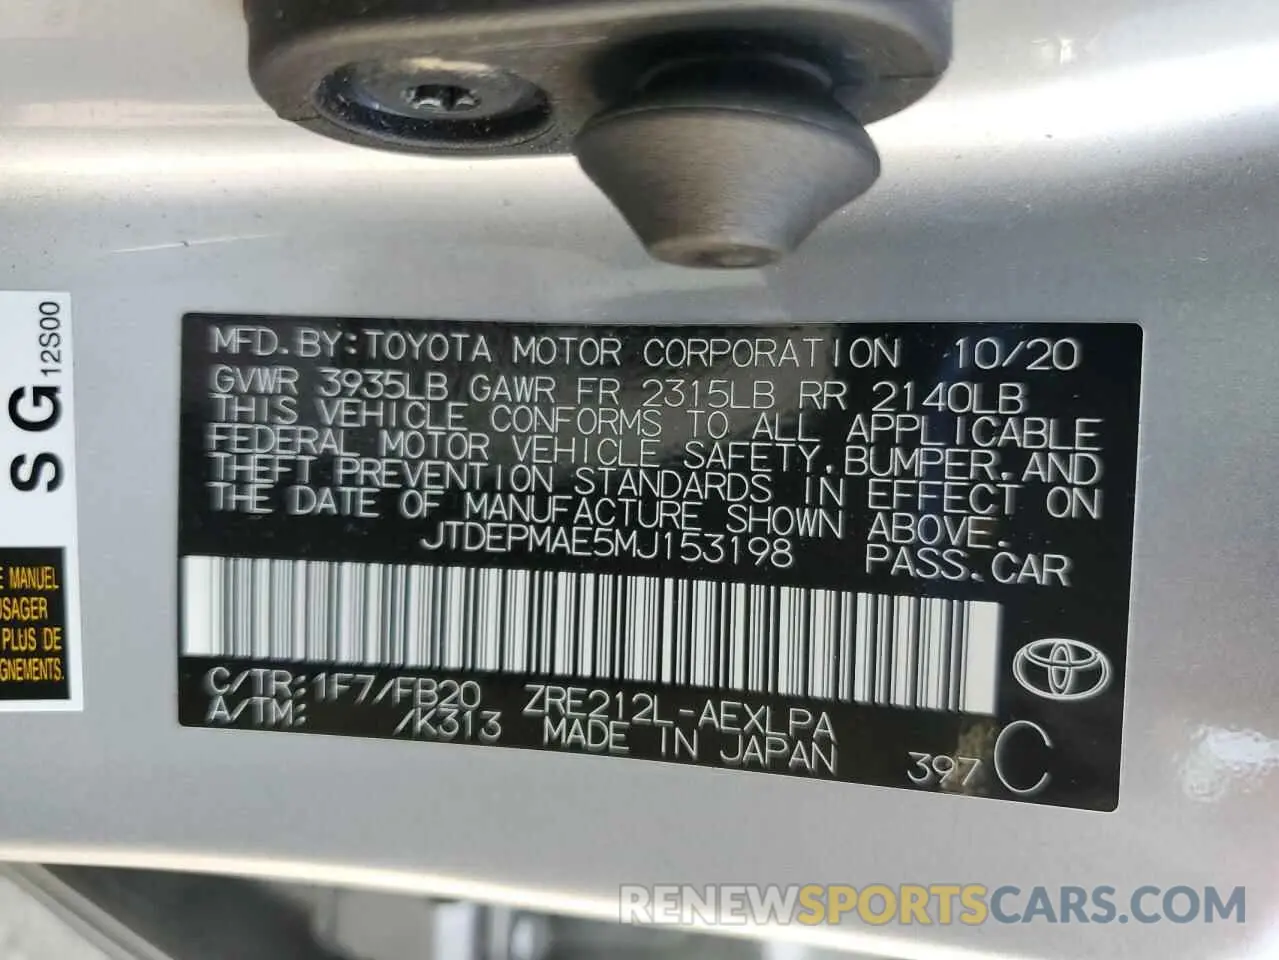 MFD. BY: TOYOTA MOTOR CORPORATION 10/20
GVWR 3935LB GAWR FR 2315LB RR 2140LB
THIS VEHICLE CONFORMS TO ALL APPLICABLE
FEDERAL MOTOR VEHICLE SAFETY, BUMPER, AND
THEFT PREVENTION STANDARDS IN EFFECT ON
THE DATE OF MANUFACTURE SHOWN ABOVE.
JTDEPMAE5MJ153198 PASS. CAR
C/TR: 1F7/FB20 ZRE212L-AEXLPA
A/TM: /K313 MADE IN JAPAN 397 C
SG12S00
MANUEL
PLUS DE
RENEWSPORTSCARS.COM